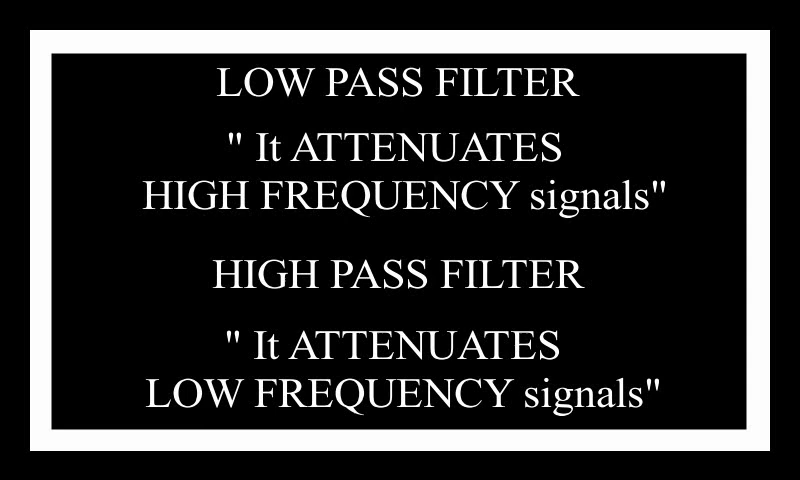 LOW PASS FILTER
" It ATTENUATES
HIGH FREQUENCY signals"
HIGH PASS FILTER
" It ATTENUATES
LOW FREQUENCY signals"